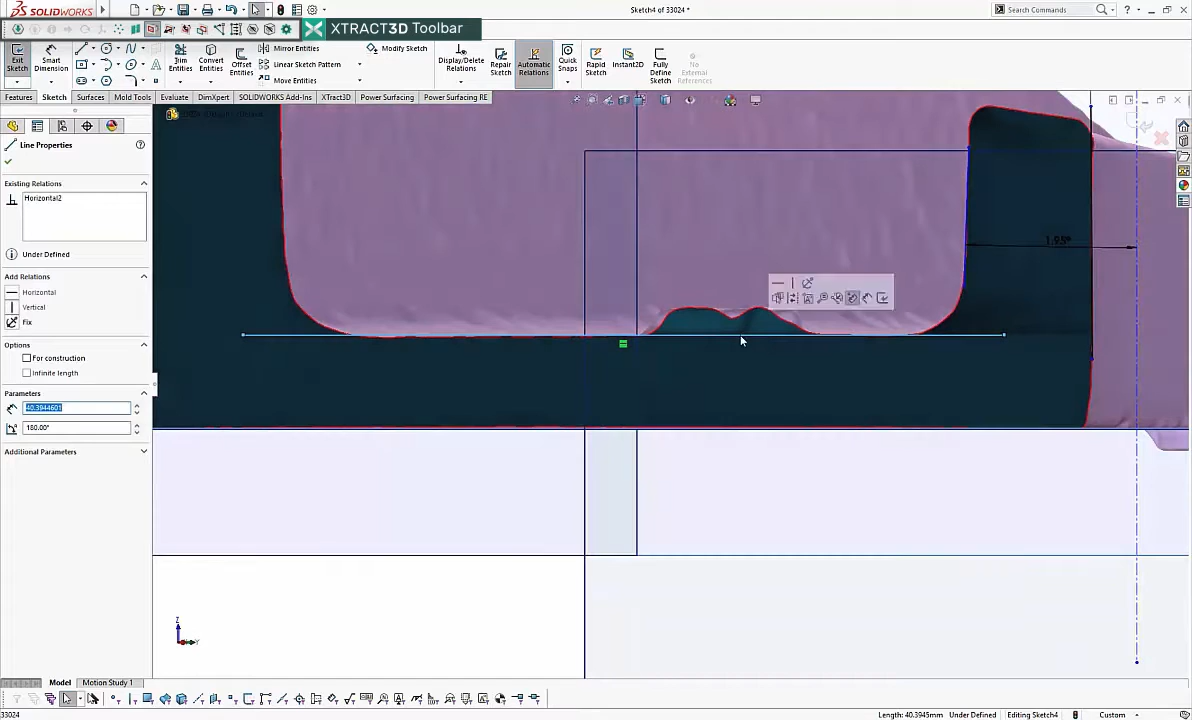 SOLIDWORKS
Sketch4 of 33024 *
Search Commands
XTRACT3D Toolbar
Exit Sketch
Smart Dimension
Trim Entities
Convert Entities
Offset Entities
Mirror Entities
Linear Sketch Pattern
Move Entities
Modify Sketch
Display/Delete Relations
Repair Sketch
Automatic Relations
Quick Snaps
Rapid Sketch
Instant2D
Fully Define Sketch
No External References
Features
Sketch
Surfaces
Mold Tools
Evaluate
DimXpert
SOLIDWORKS Add-Ins
XTract3D
Power Surfacing
Power Surfacing RE
Line Properties
Existing Relations
Horizontal2
Under Defined
Add Relations
Horizontal
Vertical
Fix
Options
For construction
Infinite length
Parameters
40.3944601
180.00°
Additional Parameters
1.95°
Z
Y
Model
Motion Study 1
33024
Length: 40.3945mm
Under Defined
Editing Sketch4
Custom